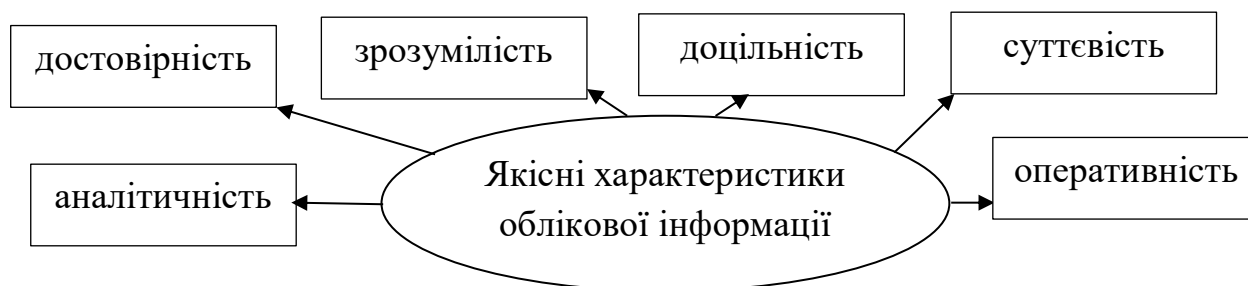 достовірність
зрозумілість
доцільність
суттєвість
аналітичність
Якісні характеристики
облікової інформації
оперативність